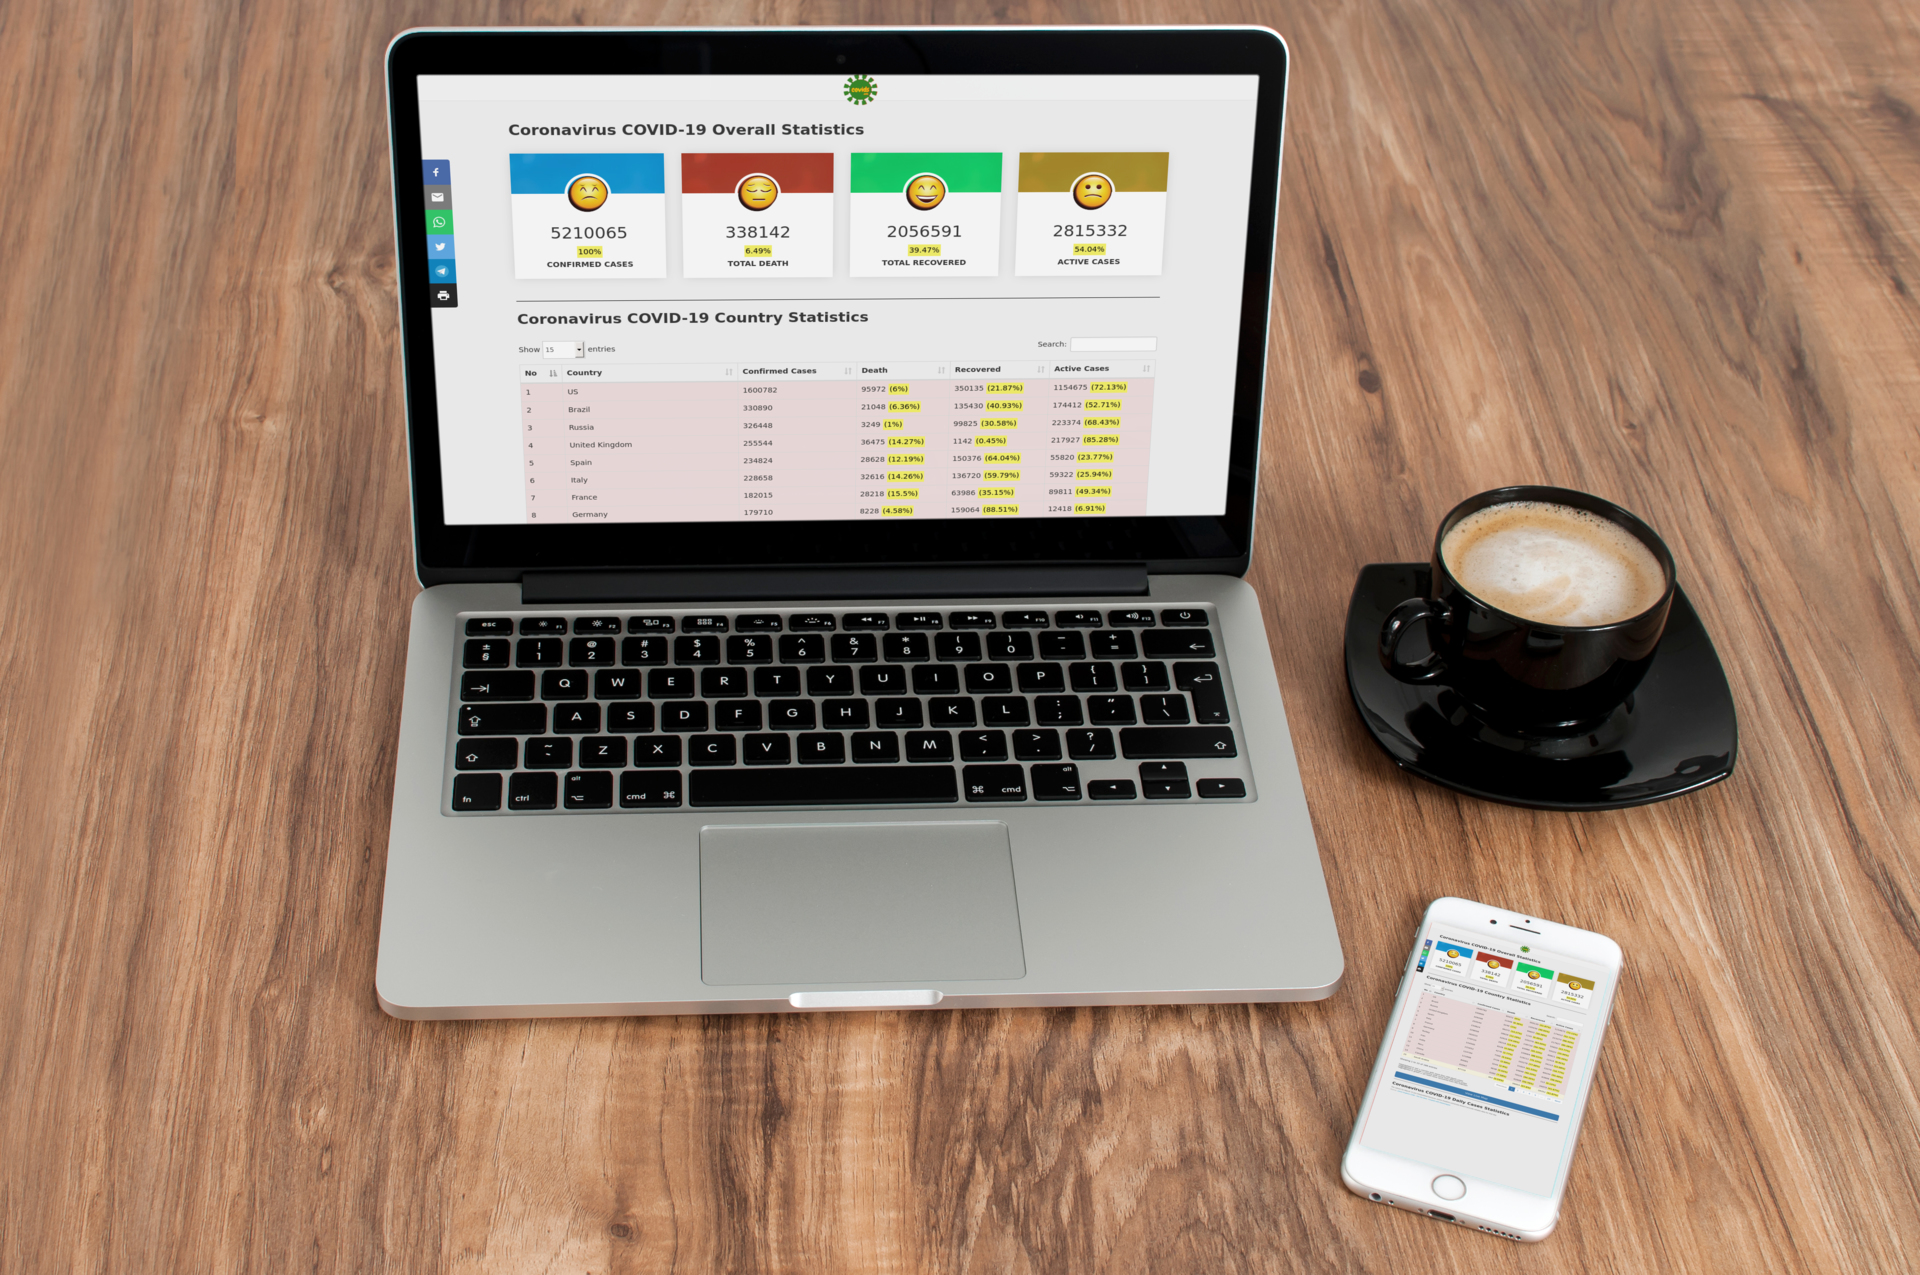 covids
Coronavirus COVID-19 Overall Statistics
5210065 338142 2056591 2815332
100% 6.49% 39.47% 54.04%
CONFIRMED CASES TOTAL DEATH TOTAL RECOVERED ACTIVE CASES
Coronavirus COVID-19 Country Statistics
Show 15 entries Search:
No Country Confirmed Cases Death Recovered Active Cases
1 US 1600782 95972 (6%) 350135 (21.87%) 1154675 (72.13%)
2 Brazil 330890 21048 (6.36%) 135430 (40.93%) 174412 (52.71%)
3 Russia 326448 3249 (1%) 99825 (30.58%) 223374 (68.43%)
4 United Kingdom 255544 36475 (14.27%) 1142 (0.45%) 217927 (85.28%)
5 Spain 234824 28628 (12.19%) 150376 (64.04%) 55820 (23.77%)
6 Italy 228658 32616 (14.26%) 136720 (59.79%) 59322 (25.94%)
7 France 182015 28218 (15.5%) 63986 (35.15%) 89811 (49.34%)
8 Germany 179710 8228 (4.58%) 159064 (88.51%) 12418 (6.91%)
esc F1 F2 F3 F4 F5 F6 F7 F8 F9 F10 F11 F12
± ! @ # $ % ^ & * ( ) _ +
§ 1 2 3 4 5 6 7 8 9 0 - =
Q W E R T Y U I O P { }
[ ]
A S D F G H J K L : " |
; ' \
~ Z X C V B N M < > ?
` , . /
fn ctrl alt cmd ⌘ ⌘ cmd alt
Coronavirus COVID-19 Overall Statistics
5210065 338142 2056591 2815332
Coronavirus COVID-19 Country Statistics
Coronavirus COVID-19 Daily Cases Statistics